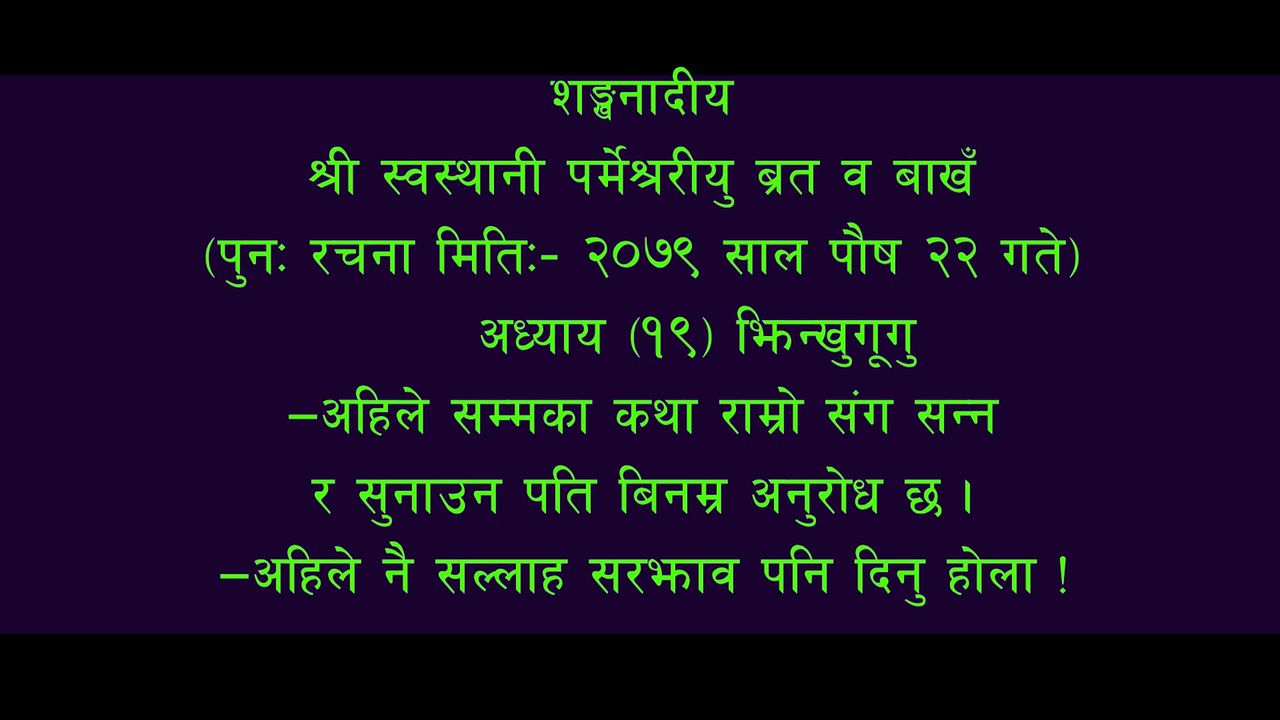 शङ्खनादीय
श्री स्वस्थानी पर्मेश्वरीयु ब्रत व बाखँ
(पुनः रचना मितिः- २०७९ साल पौष २२ गते)
अध्याय (१९) झिन्खुगूगु
–अहिले सम्मका कथा राम्रो संग सन्न
र सुनाउन पति बिनम्र अनुरोध छ ।
–अहिले नै सल्लाह सरझाव पनि दिनु होला !